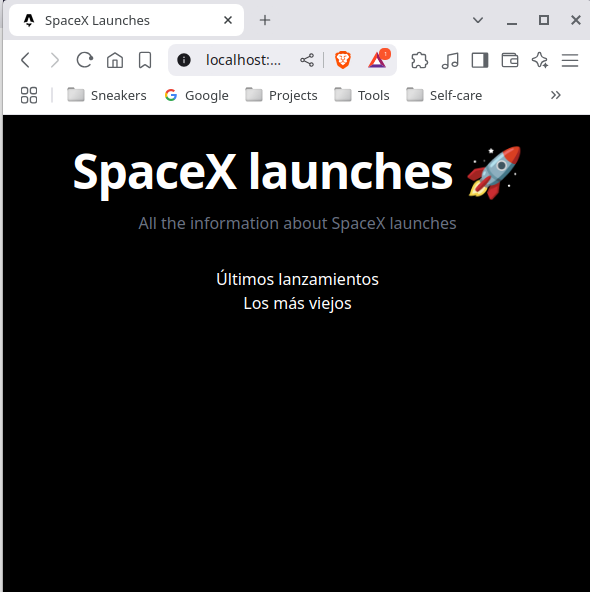 SpaceX Launches
localhost:...
Sneakers
Google
Projects
Tools
Self-care
SpaceX launches 🚀
All the information about SpaceX launches
Últimos lanzamientos
Los más viejos